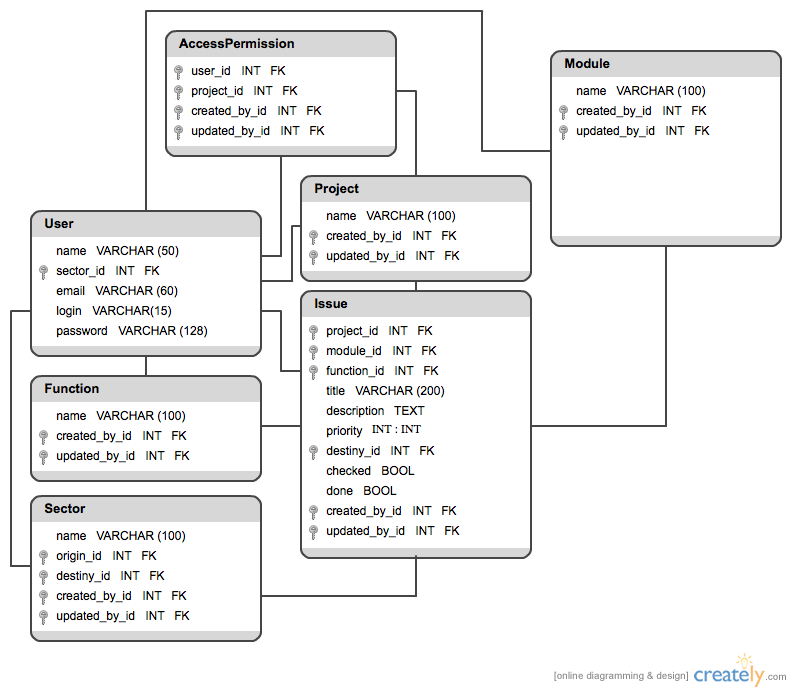 AccessPermission
user_id INT FK
project_id INT FK
created_by_id INT FK
updated_by_id INT FK
Module
name VARCHAR (100)
created_by_id INT FK
updated_by_id INT FK
Project
name VARCHAR (100)
created_by_id INT FK
updated_by_id INT FK
User
name VARCHAR (50)
sector_id INT FK
email VARCHAR (60)
login VARCHAR(15)
password VARCHAR (128)
Issue
project_id INT FK
module_id INT FK
function_id INT FK
title VARCHAR (200)
description TEXT
priority INT : INT
destiny_id INT FK
checked BOOL
done BOOL
created_by_id INT FK
updated_by_id INT FK
Function
name VARCHAR (100)
created_by_id INT FK
updated_by_id INT FK
Sector
name VARCHAR (100)
origin_id INT FK
destiny_id INT FK
created_by_id INT FK
updated_by_id INT FK
[online diagramming & design] creately.com